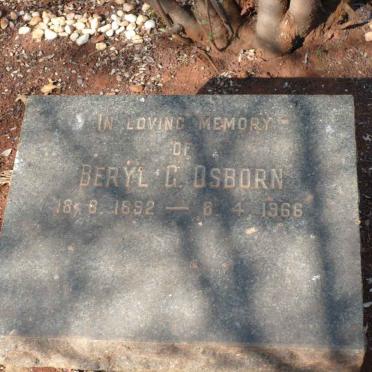 IN LOVING MEMORY
OF
BERYL D. OSBORN
18. 6. 1892 — 6. 4. 1966